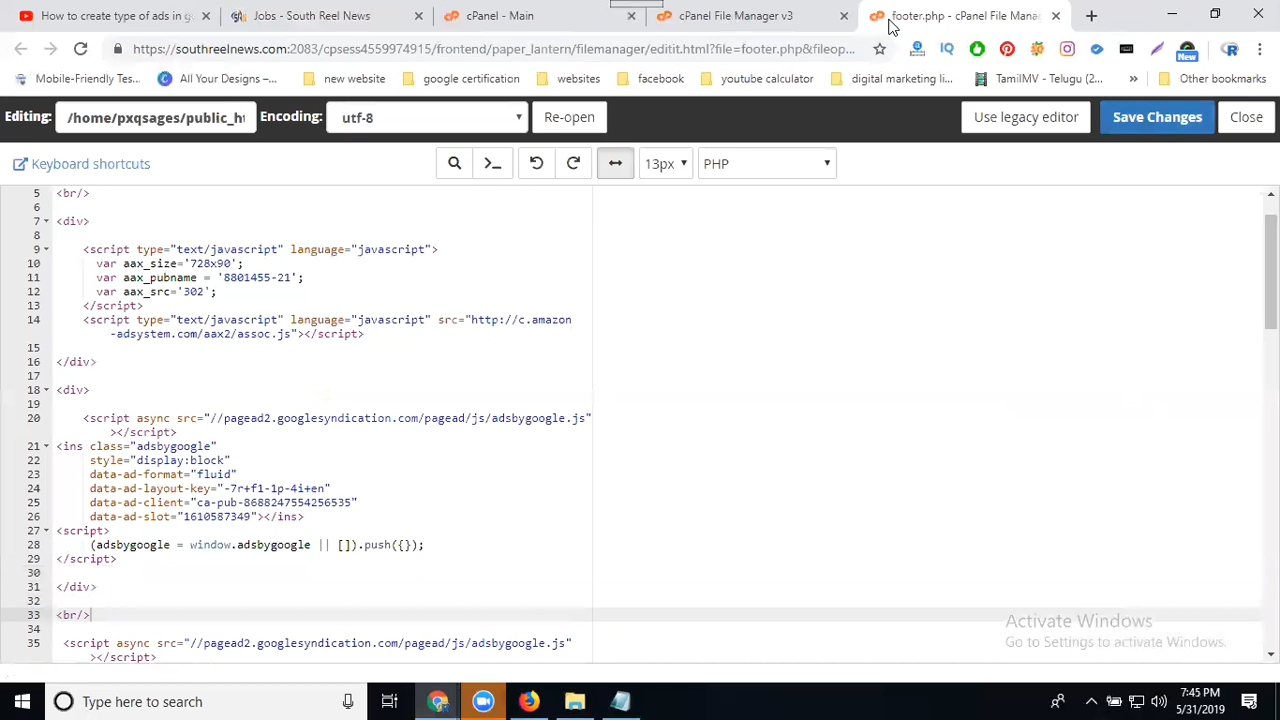 How to create type of ads in g
Jobs - South Reel News
cPanel - Main
cPanel File Manager v3
footer.php - cPanel File Mana
https://southreelnews.com:2083/cpsess4559974915/frontend/paper_lantern/filemanager/editit.html?file=footer.php&fileop...
New
Mobile-Friendly Tes...
All Your Designs –...
new website
google certification
websites
facebook
youtube calculator
digital marketing li...
TamilMV - Telugu (2...
Other bookmarks
Editing: /home/pxqsages/public_ht Encoding: utf-8 Re-open Use legacy editor Save Changes Close
Keyboard shortcuts 13px PHP
5 <br/>
6
7 <div>
8
9 <script type="text/javascript" language="javascript">
10 var aax_size='728x90';
11 var aax_pubname = '8801455-21';
12 var aax_src='302';
13 </script>
14 <script type="text/javascript" language="javascript" src="http://c.amazon
-adsystem.com/aax2/assoc.js"></script>
15
16 </div>
17
18 <div>
19
20 <script async src="//pagead2.googlesyndication.com/pagead/js/adsbygoogle.js"
></script>
21 <ins class="adsbygoogle"
22 style="display:block"
23 data-ad-format="fluid"
24 data-ad-layout-key="-7r+f1-1p-4i+en"
25 data-ad-client="ca-pub-8688247554256535"
26 data-ad-slot="1610587349"></ins>
27 <script>
28 (adsbygoogle = window.adsbygoogle || []).push({});
29 </script>
30
31 </div>
32
33 <br/>
34
35 <script async src="//pagead2.googlesyndication.com/pagead/js/adsbygoogle.js"
></script>
Activate Windows
Go to Settings to activate Windows.
Type here to search
7:45 PM
5/31/2019